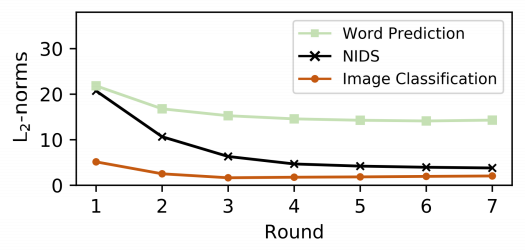 Word Prediction
NIDS
Image Classification
L₂-norms
30
20
10
0
1 2 3 4 5 6 7
Round